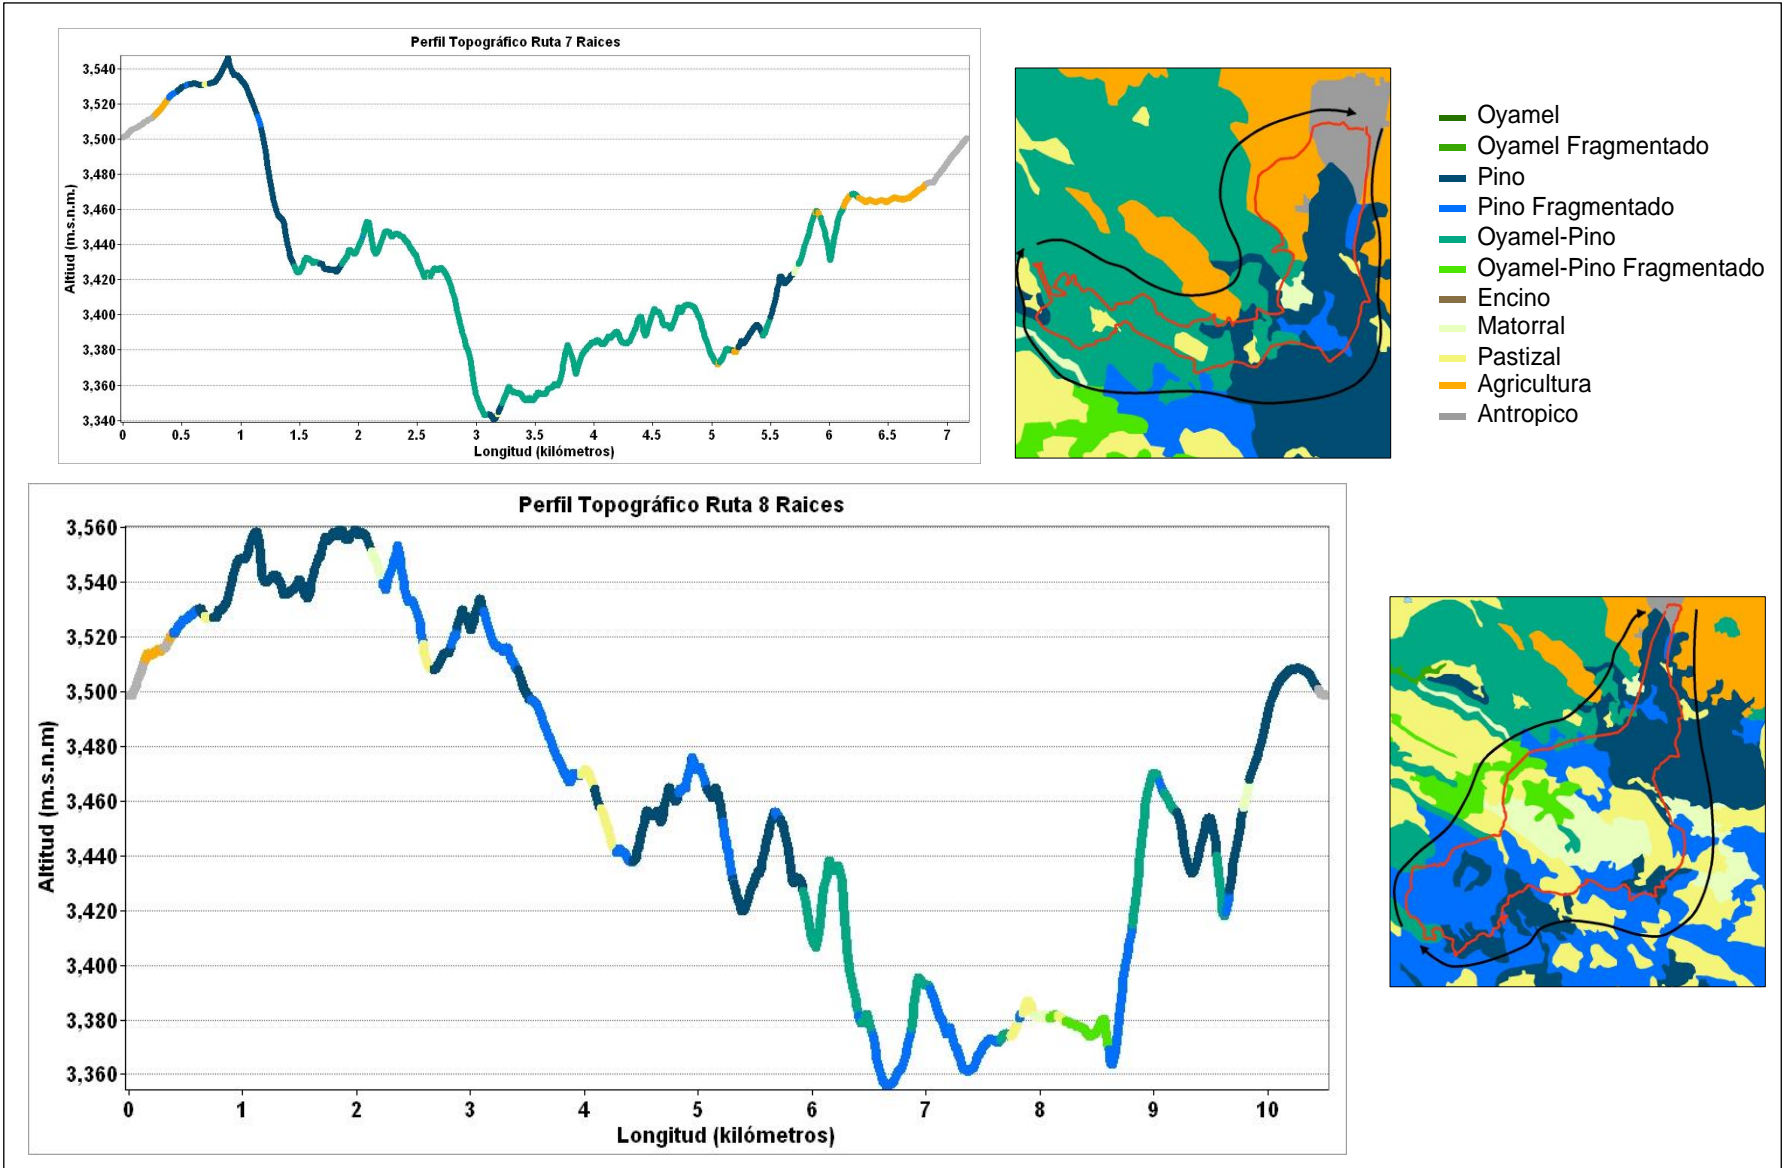 Perfil Topográfico Ruta 7 Raices
Altitud (m.s.n.m.)
3,540
3,520
3,500
3,480
3,460
3,440
3,420
3,400
3,380
3,360
3,340
0 0.5 1 1.5 2 2.5 3 3.5 4 4.5 5 5.5 6 6.5 7
Longitud (kilómetros)
Oyamel
Oyamel Fragmentado
Pino
Pino Fragmentado
Oyamel-Pino
Oyamel-Pino Fragmentado
Encino
Matorral
Pastizal
Agricultura
Antropico
Perfil Topográfico Ruta 8 Raices
Altitud (m.s.n.m)
3,560
3,540
3,520
3,500
3,480
3,460
3,440
3,420
3,400
3,380
3,360
0 1 2 3 4 5 6 7 8 9 10
Longitud (kilómetros)